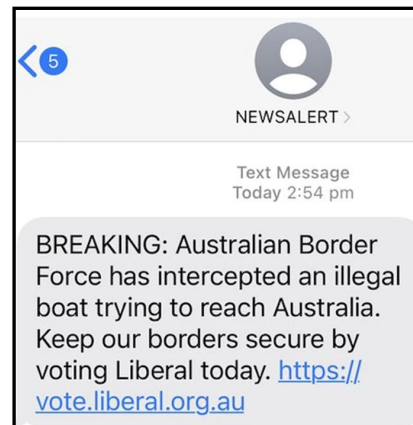 5
NEWSALERT >
Text Message
Today 2:54 pm
BREAKING: Australian Border
Force has intercepted an illegal
boat trying to reach Australia.
Keep our borders secure by
voting Liberal today. https://
vote.liberal.org.au